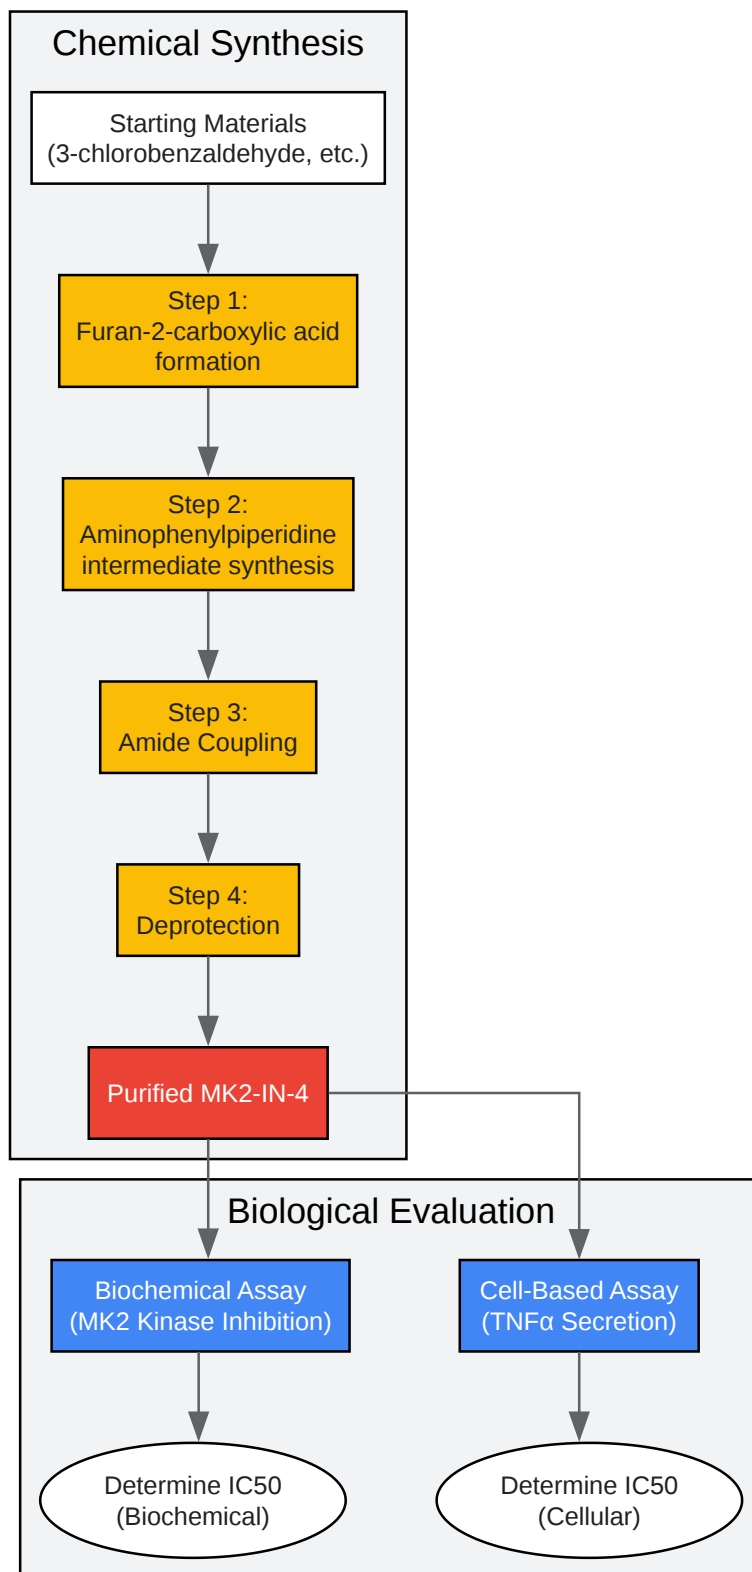 Chemical Synthesis
Starting Materials
(3-chlorobenzaldehyde, etc.)
Step 1:
Furan-2-carboxylic acid
formation
Step 2:
Aminophenylpiperidine
intermediate synthesis
Step 3:
Amide Coupling
Step 4:
Deprotection
Purified MK2-IN-4
Biological Evaluation
Biochemical Assay
(MK2 Kinase Inhibition)
Cell-Based Assay
(TNFα Secretion)
Determine IC50
(Biochemical)
Determine IC50
(Cellular)